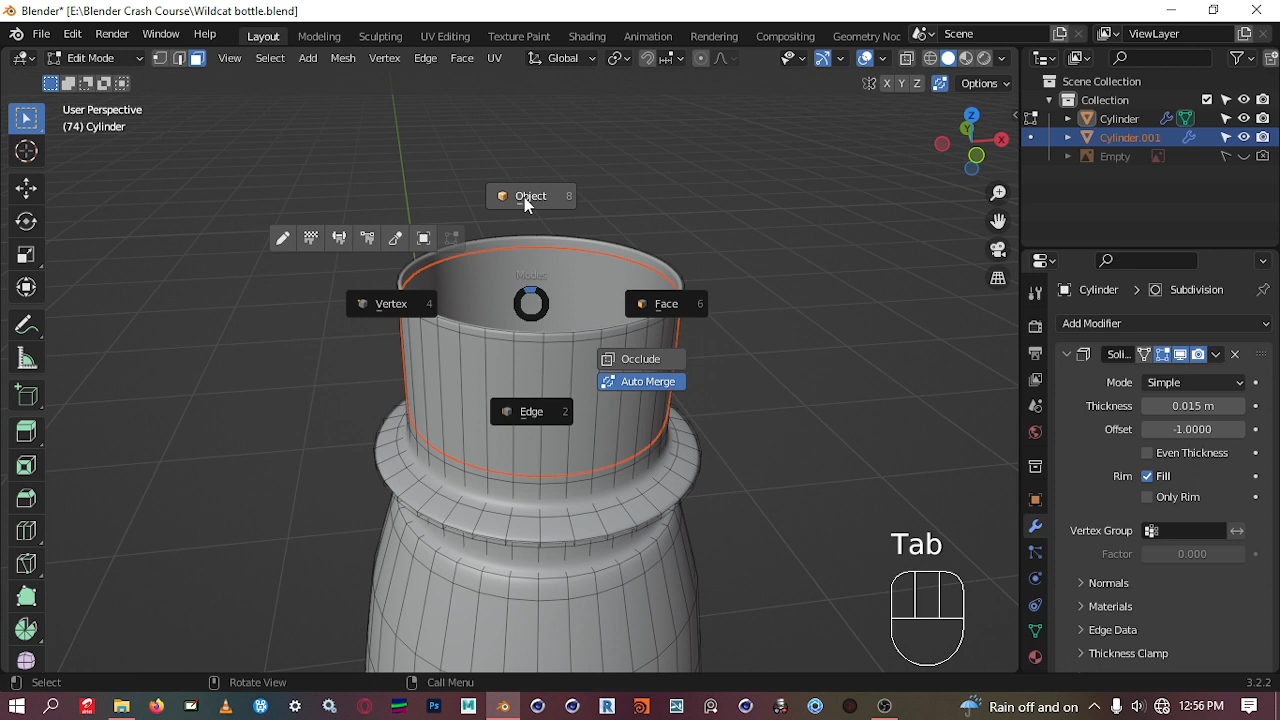 Blender* [E:\Blender Crash Course\Wildcat bottle.blend]
File Edit Render Window Help Layout Modeling Sculpting UV Editing Texture Paint Shading Animation Rendering Compositing Geometry Noc Scene ViewLayer
Edit Mode View Select Add Mesh Vertex Edge Face UV Global
X Y Z Options
User Perspective
(74) Cylinder
Z
Y
X
Scene Collection
Collection
Cylinder
Cylinder.001
Empty
Object 8
Modes
Vertex 4
Face 6
Occlude
Auto Merge
Edge 2
Tab
Cylinder > Subdivision
Add Modifier
Soli...
Mode Simple
Thickness 0.015 m
Offset -1.0000
Even Thickness
Rim Fill
Only Rim
Vertex Group
Factor 0.000
Normals
Materials
Edge Data
Thickness Clamp
Select Rotate View Call Menu 3.2.2
Rain off and on 12:56 PM